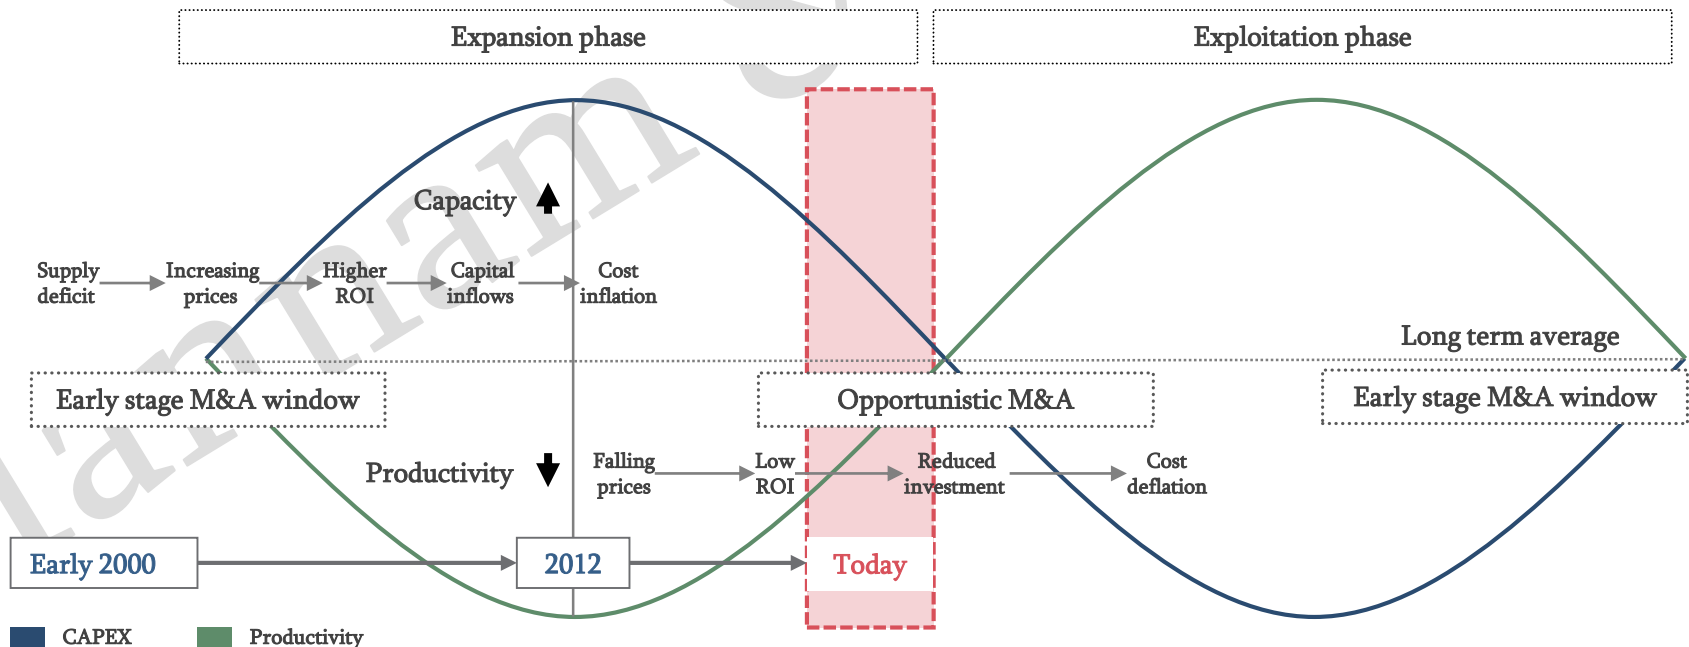 Expansion phase
Exploitation phase
Capacity
Supply
deficit
Increasing
prices
Higher
ROI
Capital
inflows
Cost
inflation
Long term average
Early stage M&A window
Opportunistic M&A
Early stage M&A window
Productivity
Falling
prices
Low
ROI
Reduced
investment
Cost
deflation
Early 2000
2012
Today
CAPEX
Productivity